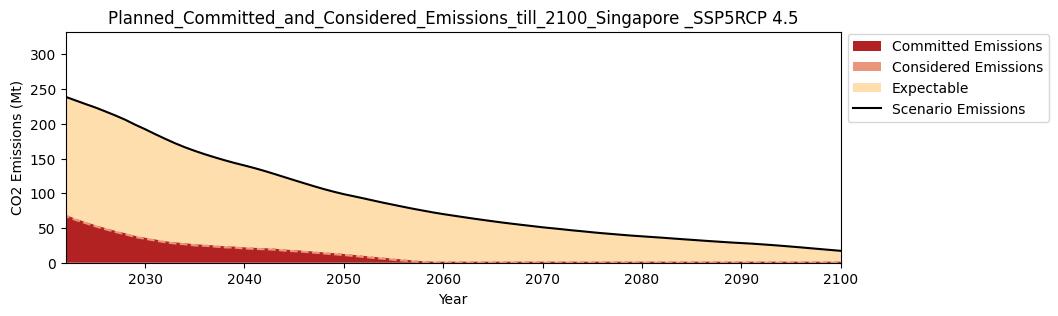 Planned_Committed_and_Considered_Emissions_till_2100_Singapore _SSP5RCP 4.5
Committed Emissions
Considered Emissions
Expectable
Scenario Emissions
CO2 Emissions (Mt)
300
250
200
150
100
50
0
2030 2040 2050 2060 2070 2080 2090 2100
Year